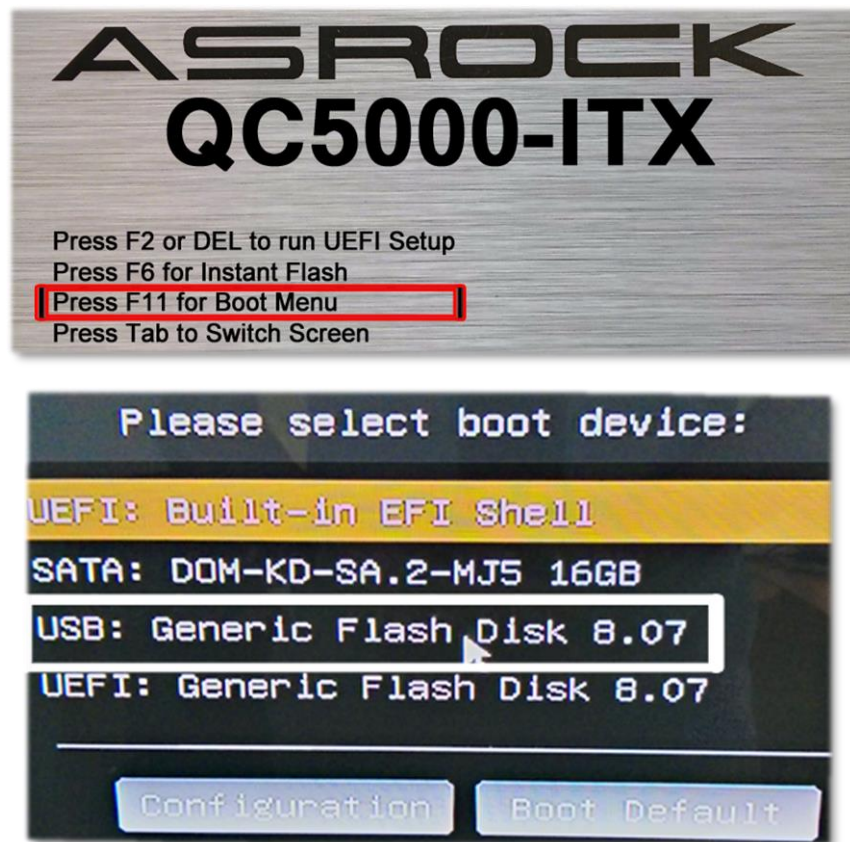 ASROCK
QC5000-ITX
Press F2 or DEL to run UEFI Setup
Press F6 for Instant Flash
Press F11 for Boot Menu
Press Tab to Switch Screen
Please select boot device:
UEFI: Built-in EFI Shell
SATA: DOM-KD-SA.2-MJ5 16GB
USB: Generic Flash Disk 8.07
UEFI: Generic Flash Disk 8.07
Configuration Boot Default